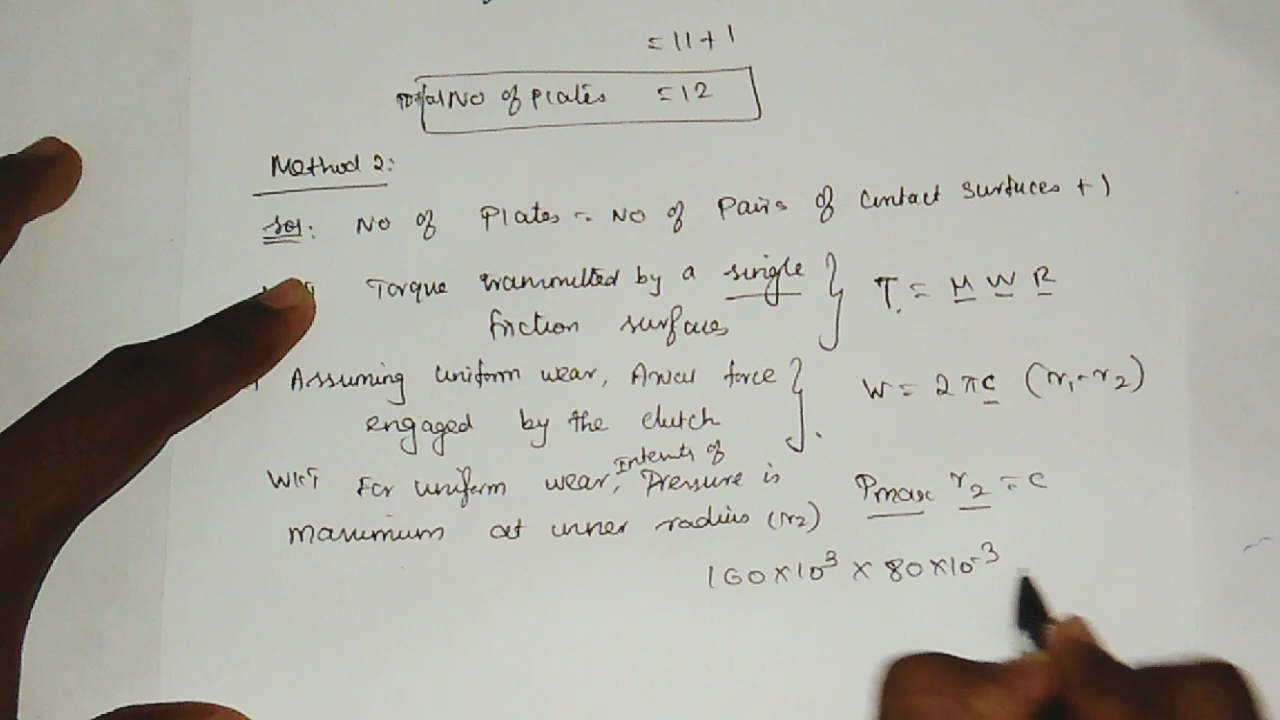 = 11 + 1
Total No of Plates = 12
Method 2:
Sol: No of Plates = No of Pairs of Contact surfaces + 1
Torque transmitted by a single friction surfaces } T = μ W R
Assuming uniform wear, Axial force engaged by the clutch } W = 2πc (r₁-r₂)
WKT For uniform wear, Intensity of Pressure is maximum at inner radius (r₂) Pmax r₂ = C
160×10³ × 80×10⁻³